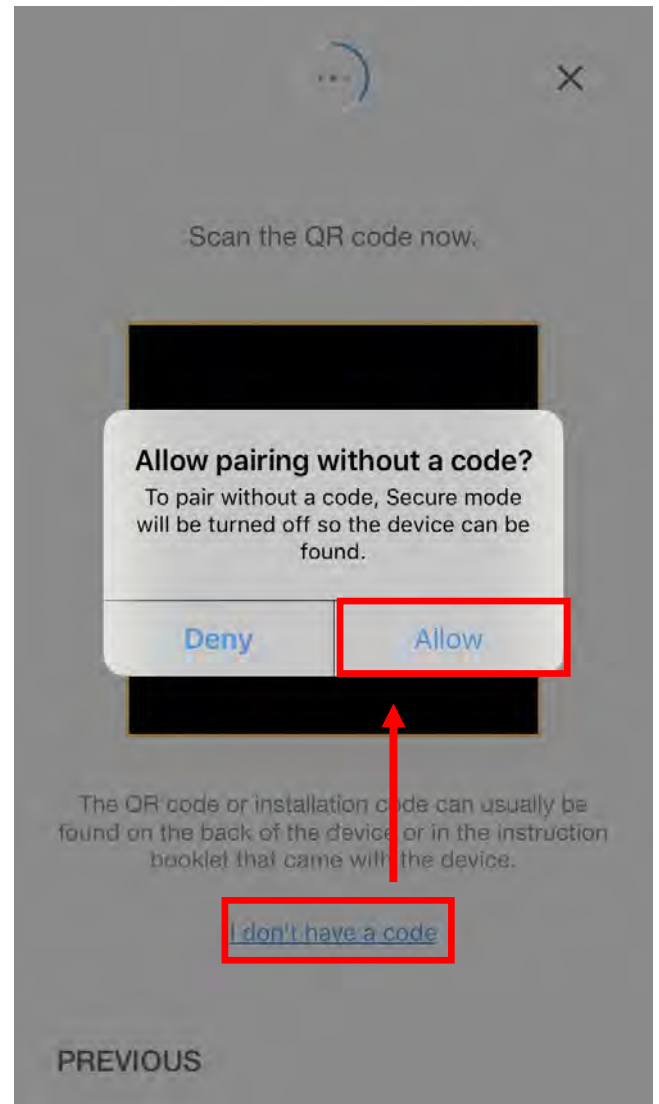 Scan the QR code now.
Allow pairing without a code?
To pair without a code, Secure mode
will be turned off so the device can be
found.
Deny
Allow
The QR code or installation code can usually be
found on the back of the device or in the instruction
booklet that came with the device.
I don't have a code
PREVIOUS